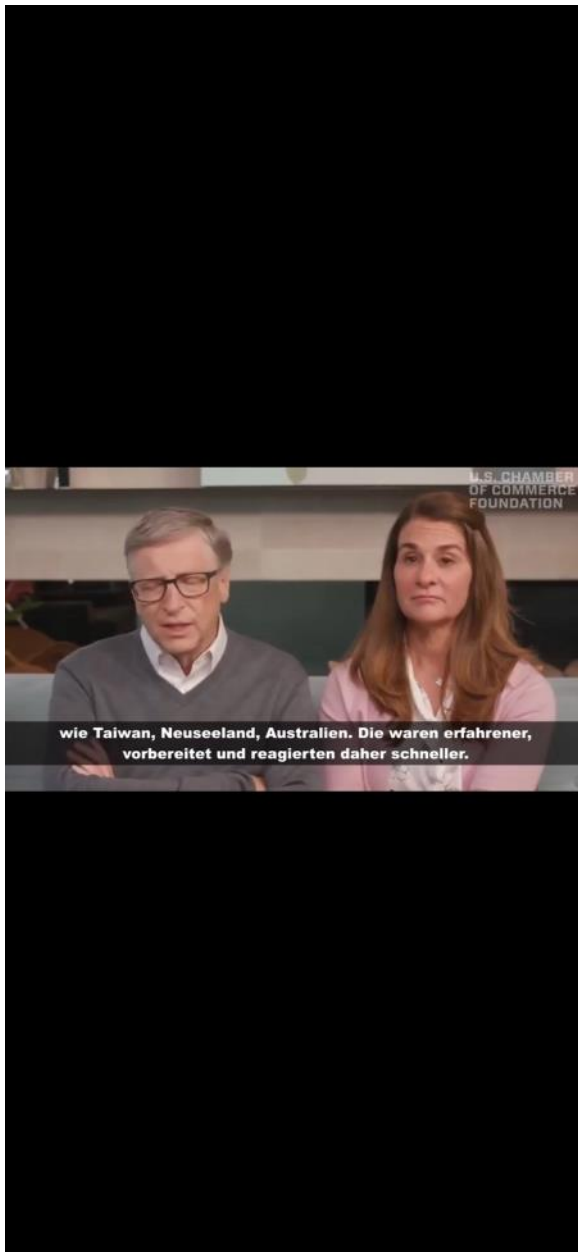 U.S. CHAMBER
OF COMMERCE
FOUNDATION
wie Taiwan, Neuseeland, Australien. Die waren erfahrener,
vorbereitet und reagierten daher schneller.